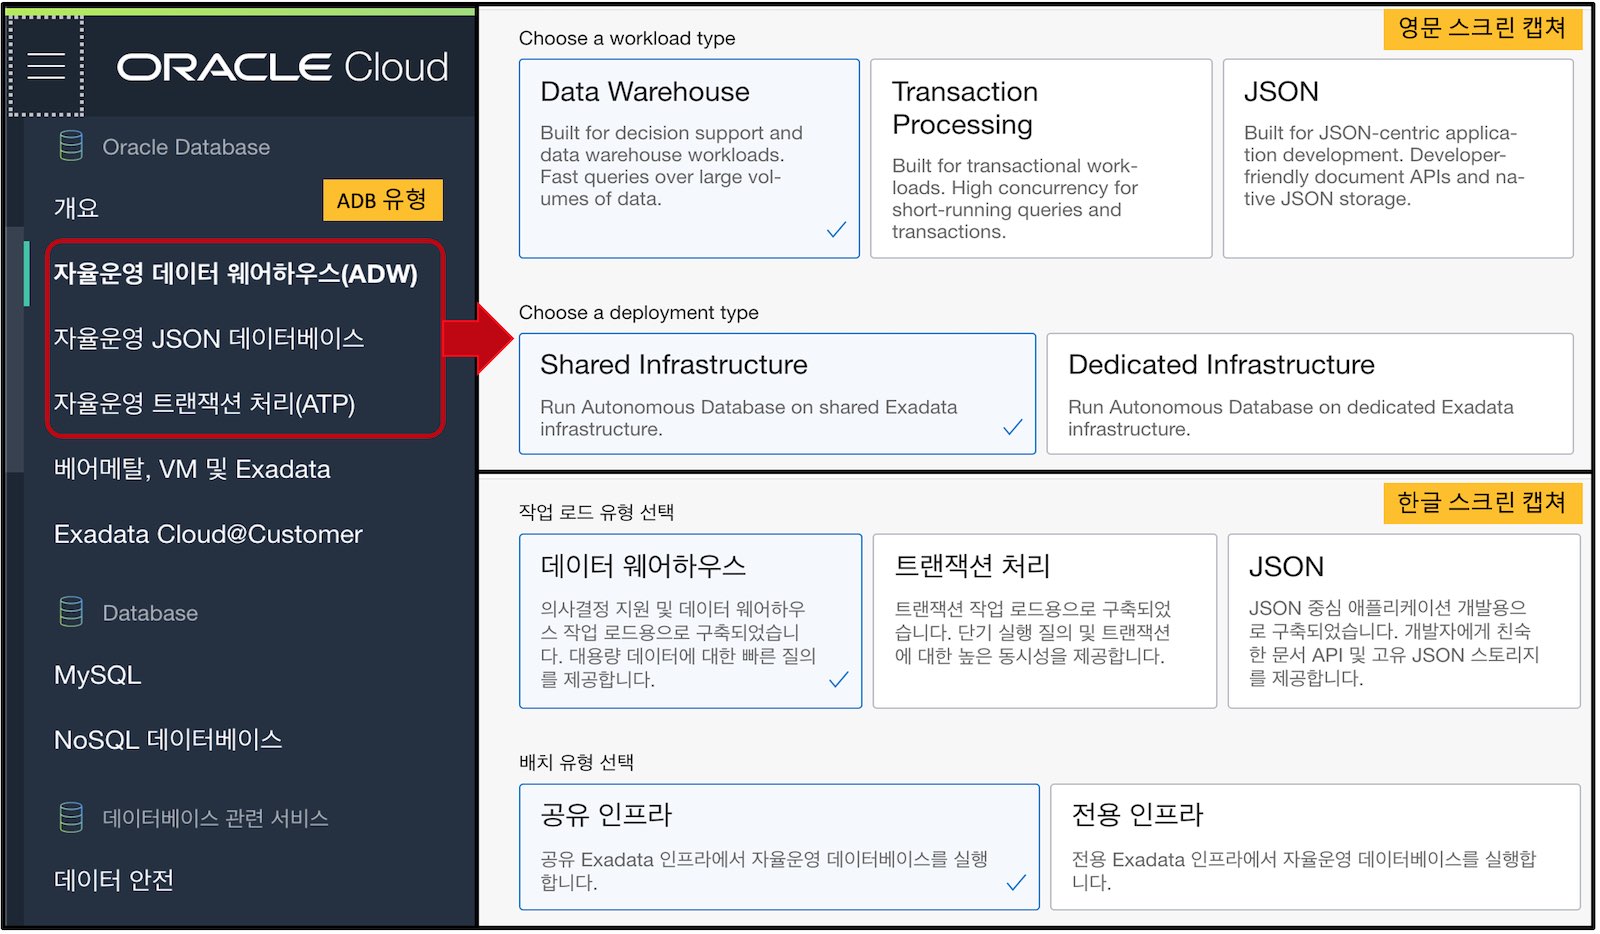 ORACLE Cloud
Oracle Database
개요
ADB 유형
자율운영 데이터 웨어하우스(ADW)
자율운영 JSON 데이터베이스
자율운영 트랜잭션 처리(ATP)
베어메탈, VM 및 Exadata
Exadata Cloud@Customer
Database
MySQL
NoSQL 데이터베이스
데이터베이스 관련 서비스
데이터 안전
영문 스크린 캡쳐
Choose a workload type
Data Warehouse
Built for decision support and
data warehouse workloads.
Fast queries over large vol-
umes of data.
Transaction
Processing
Built for transactional work-
loads. High concurrency for
short-running queries and
transactions.
JSON
Built for JSON-centric applica-
tion development. Developer-
friendly document APIs and na-
tive JSON storage.
Choose a deployment type
Shared Infrastructure
Run Autonomous Database on shared Exadata
infrastructure.
Dedicated Infrastructure
Run Autonomous Database on dedicated Exadata
infrastructure.
한글 스크린 캡쳐
작업 로드 유형 선택
데이터 웨어하우스
의사결정 지원 및 데이터 웨어하우
스 작업 로드용으로 구축되었습니
다. 대용량 데이터에 대한 빠른 질의
를 제공합니다.
트랜잭션 처리
트랜잭션 작업 로드용으로 구축되었
습니다. 단기 실행 질의 및 트랜잭션
에 대한 높은 동시성을 제공합니다.
JSON
JSON 중심 애플리케이션 개발용으
로 구축되었습니다. 개발자에게 친숙
한 문서 API 및 고유 JSON 스토리지
를 제공합니다.
배치 유형 선택
공유 인프라
공유 Exadata 인프라에서 자율운영 데이터베이스를 실행
합니다.
전용 인프라
전용 Exadata 인프라에서 자율운영 데이터베이스를 실행합
니다.